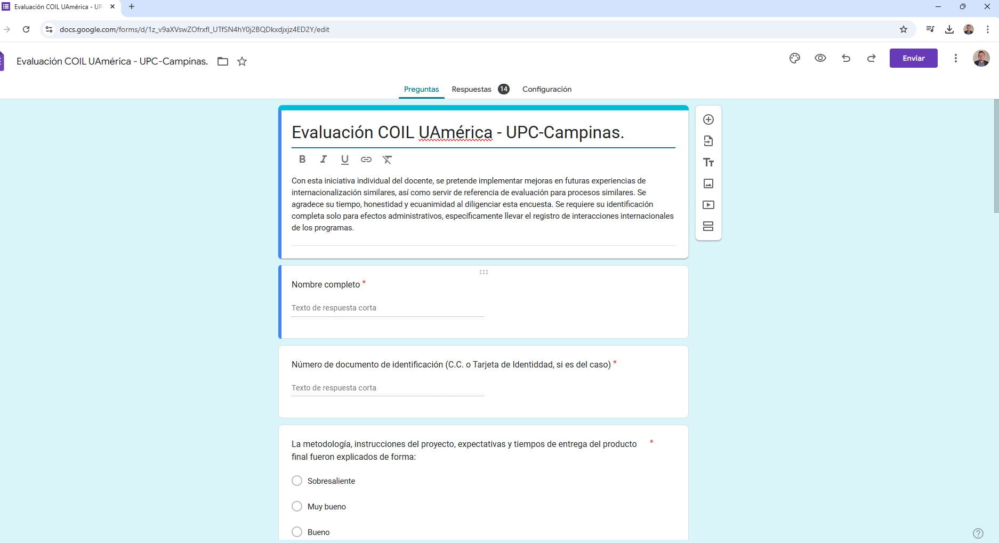 Evaluación COIL UAmérica - UP
docs.google.com/forms/d/1z_v9aXVswZOfrxfl_UTfSN4hY0j2BQDkxdjxjz4ED2Y/edit
Evaluación COIL UAmérica - UPC-Campinas.
Enviar
Preguntas
Respuestas 14
Configuración
Evaluación COIL UAmérica - UPC-Campinas.
B I U
Tt
Con esta iniciativa individual del docente, se pretende implementar mejoras en futuras experiencias de
internacionalización similares, así como servir de referencia de evaluación para procesos similares. Se
agradece su tiempo, honestidad y ecuanimidad al diligenciar esta encuesta. Se requiere su identificación
completa solo para efectos administrativos, específicamente llevar el registro de interacciones internacionales
de los programas.
Nombre completo *
Texto de respuesta corta
Número de documento de identificación (C.C. o Tarjeta de Identiddad, si es del caso) *
Texto de respuesta corta
La metodología, instrucciones del proyecto, expectativas y tiempos de entrega del producto *
final fueron explicados de forma:
Sobresaliente
Muy bueno
Bueno